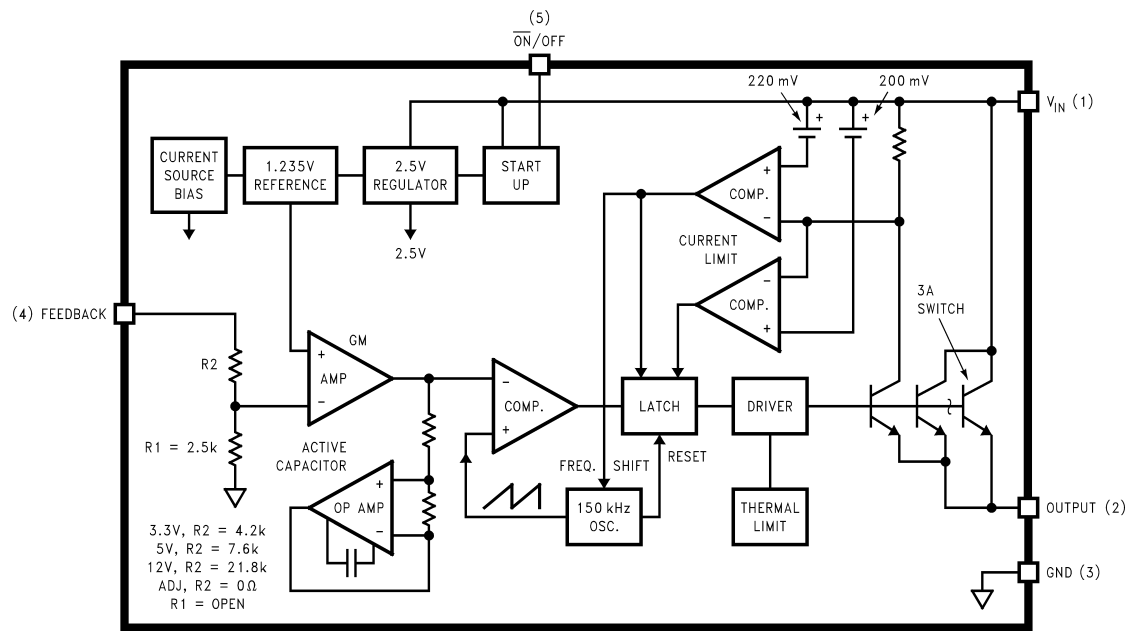 (5)
ON/OFF
220 mV
200 mV
VIN (1)
CURRENT
SOURCE
BIAS
1.235V
REFERENCE
2.5V
REGULATOR
START
UP
2.5V
+
+
+
COMP.
−
CURRENT
LIMIT
−
COMP.
+
3A
SWITCH
(4) FEEDBACK
R2
R1 = 2.5k
GM
+
AMP
−
−
COMP.
+
LATCH
DRIVER
ACTIVE
CAPACITOR
+
OP AMP
−
FREQ. SHIFT
RESET
150 kHz
OSC.
THERMAL
LIMIT
OUTPUT (2)
GND (3)
3.3V, R2 = 4.2k
5V, R2 = 7.6k
12V, R2 = 21.8k
ADJ, R2 = 0Ω
R1 = OPEN